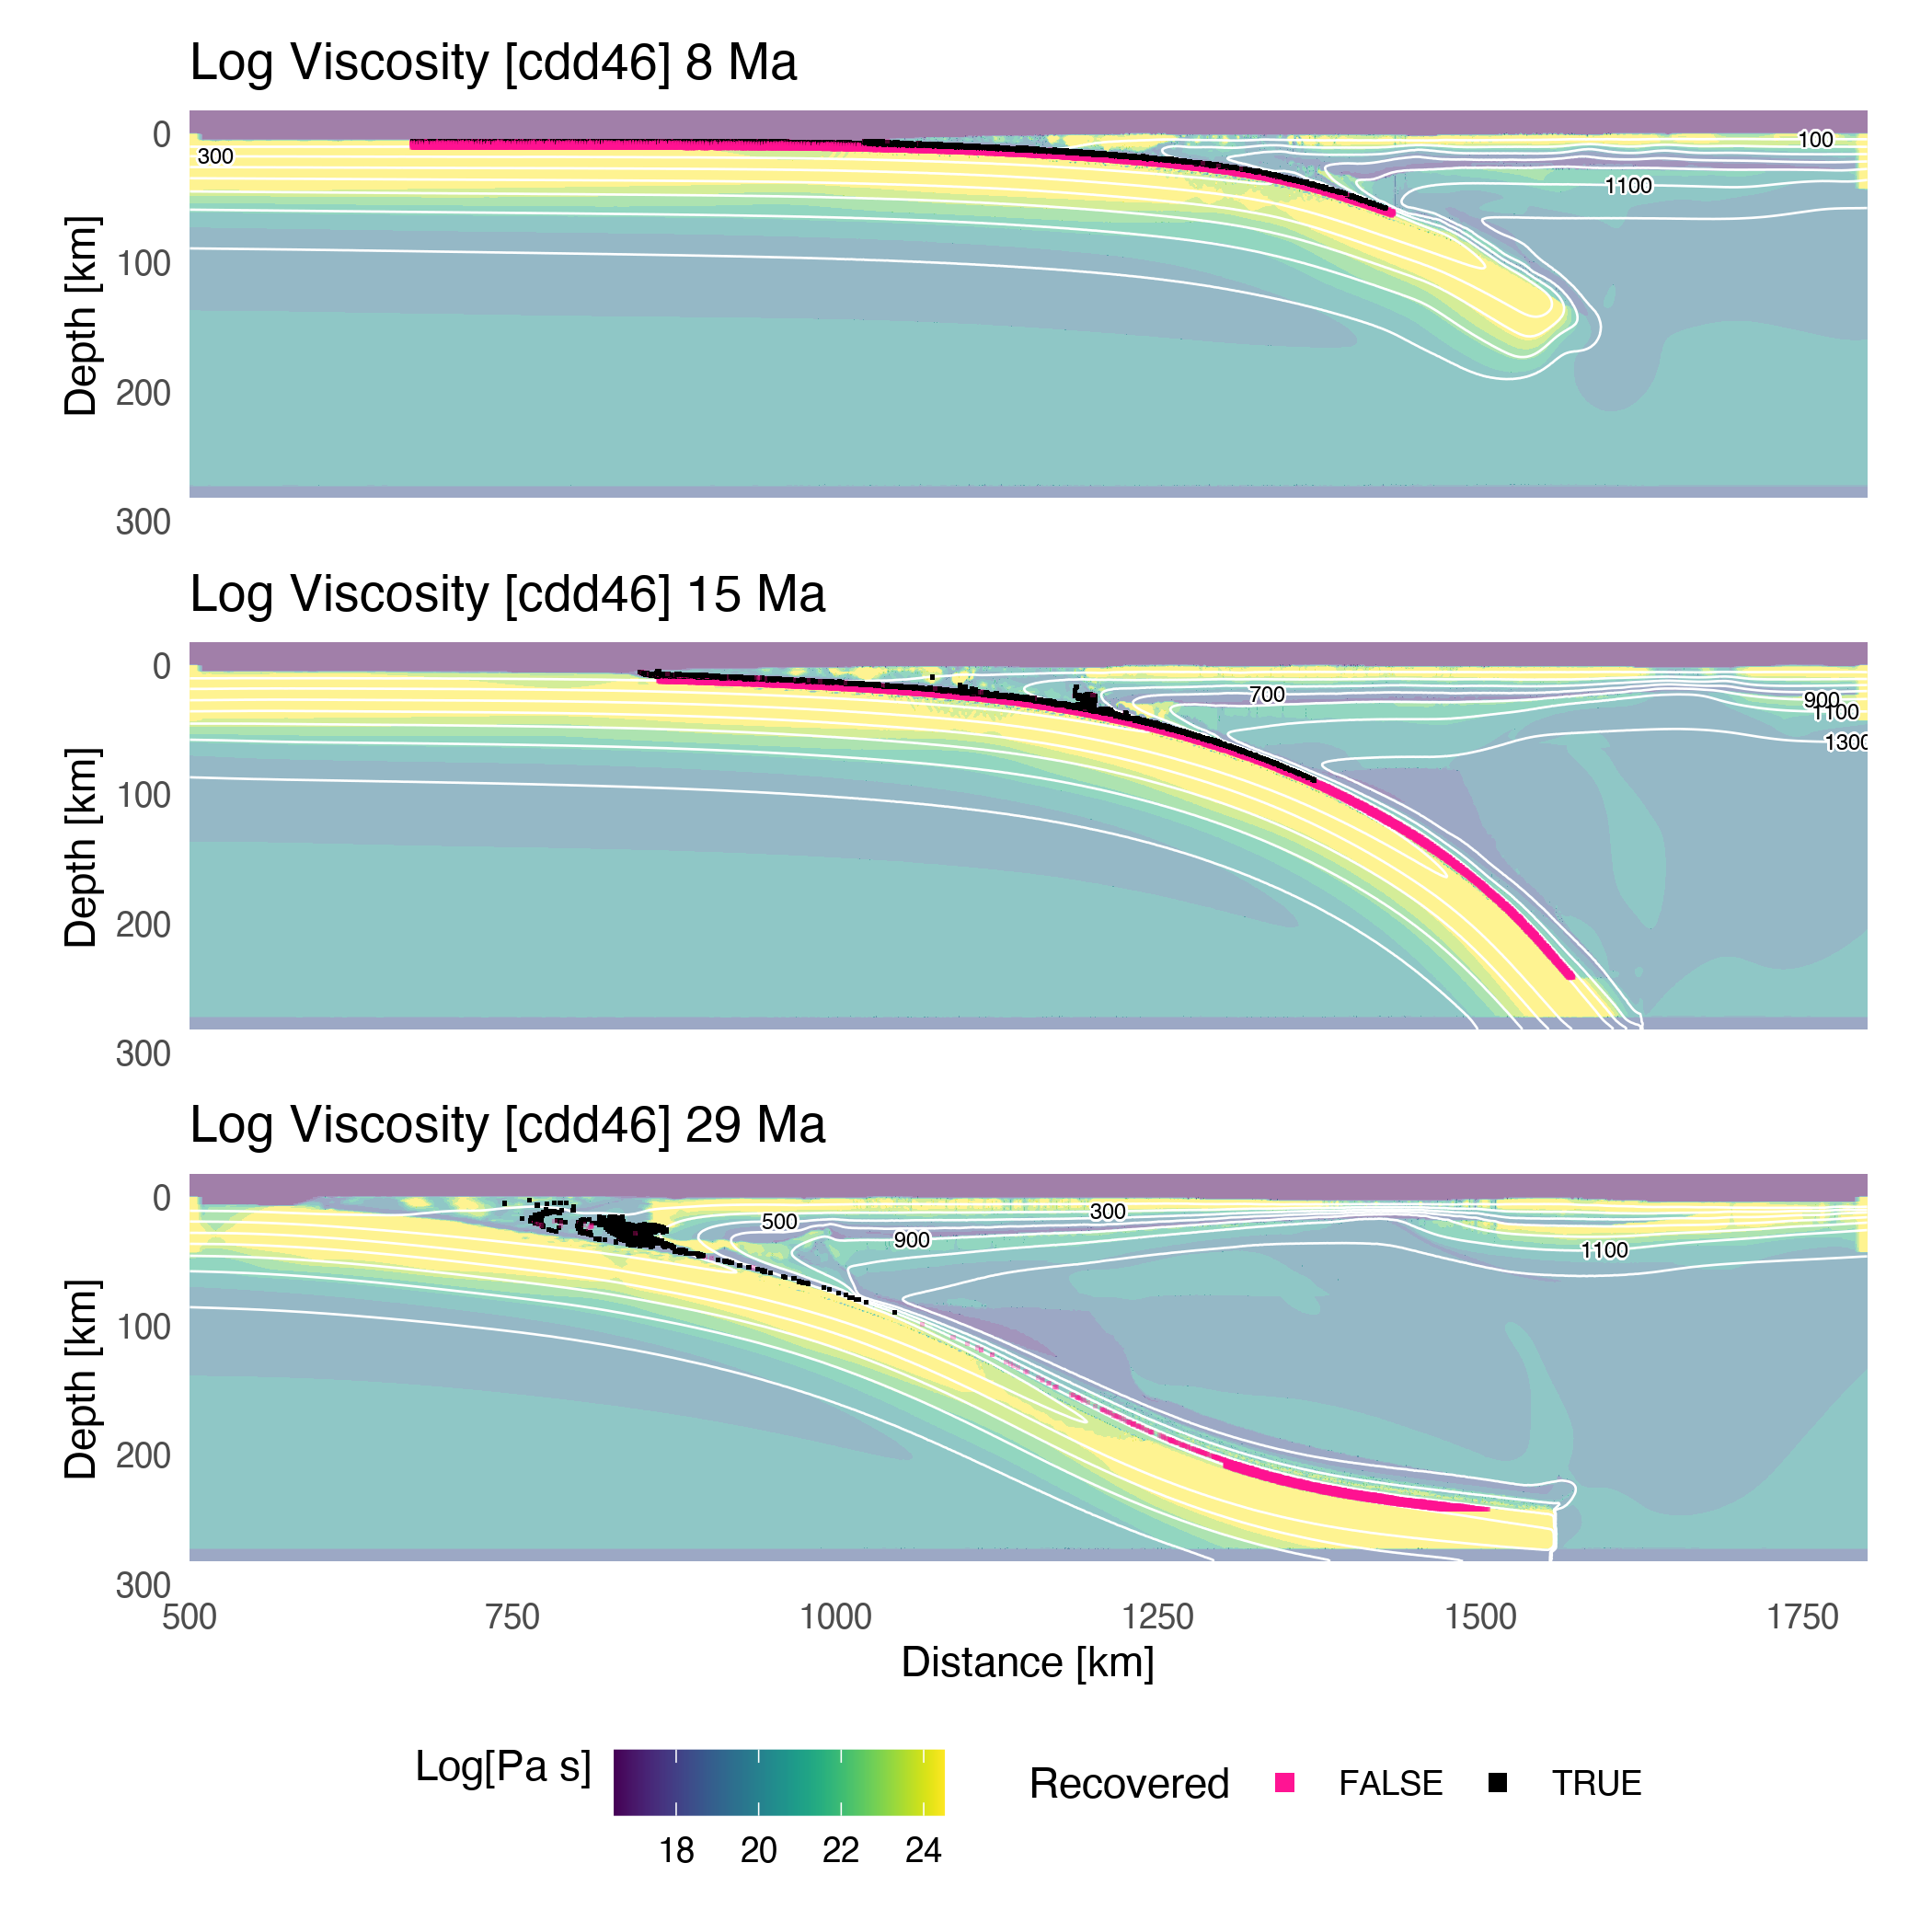 Log Viscosity [cdd46] 8 Ma
0
100
200
300
Depth [km]
300
100
1100
Log Viscosity [cdd46] 15 Ma
0
100
200
300
Depth [km]
700
900
1100
1300
Log Viscosity [cdd46] 29 Ma
0
100
200
300
Depth [km]
500
300
900
1100
500 750 1000 1250 1500 1750
Distance [km]
Log[Pa s]
18 20 22 24
Recovered FALSE TRUE